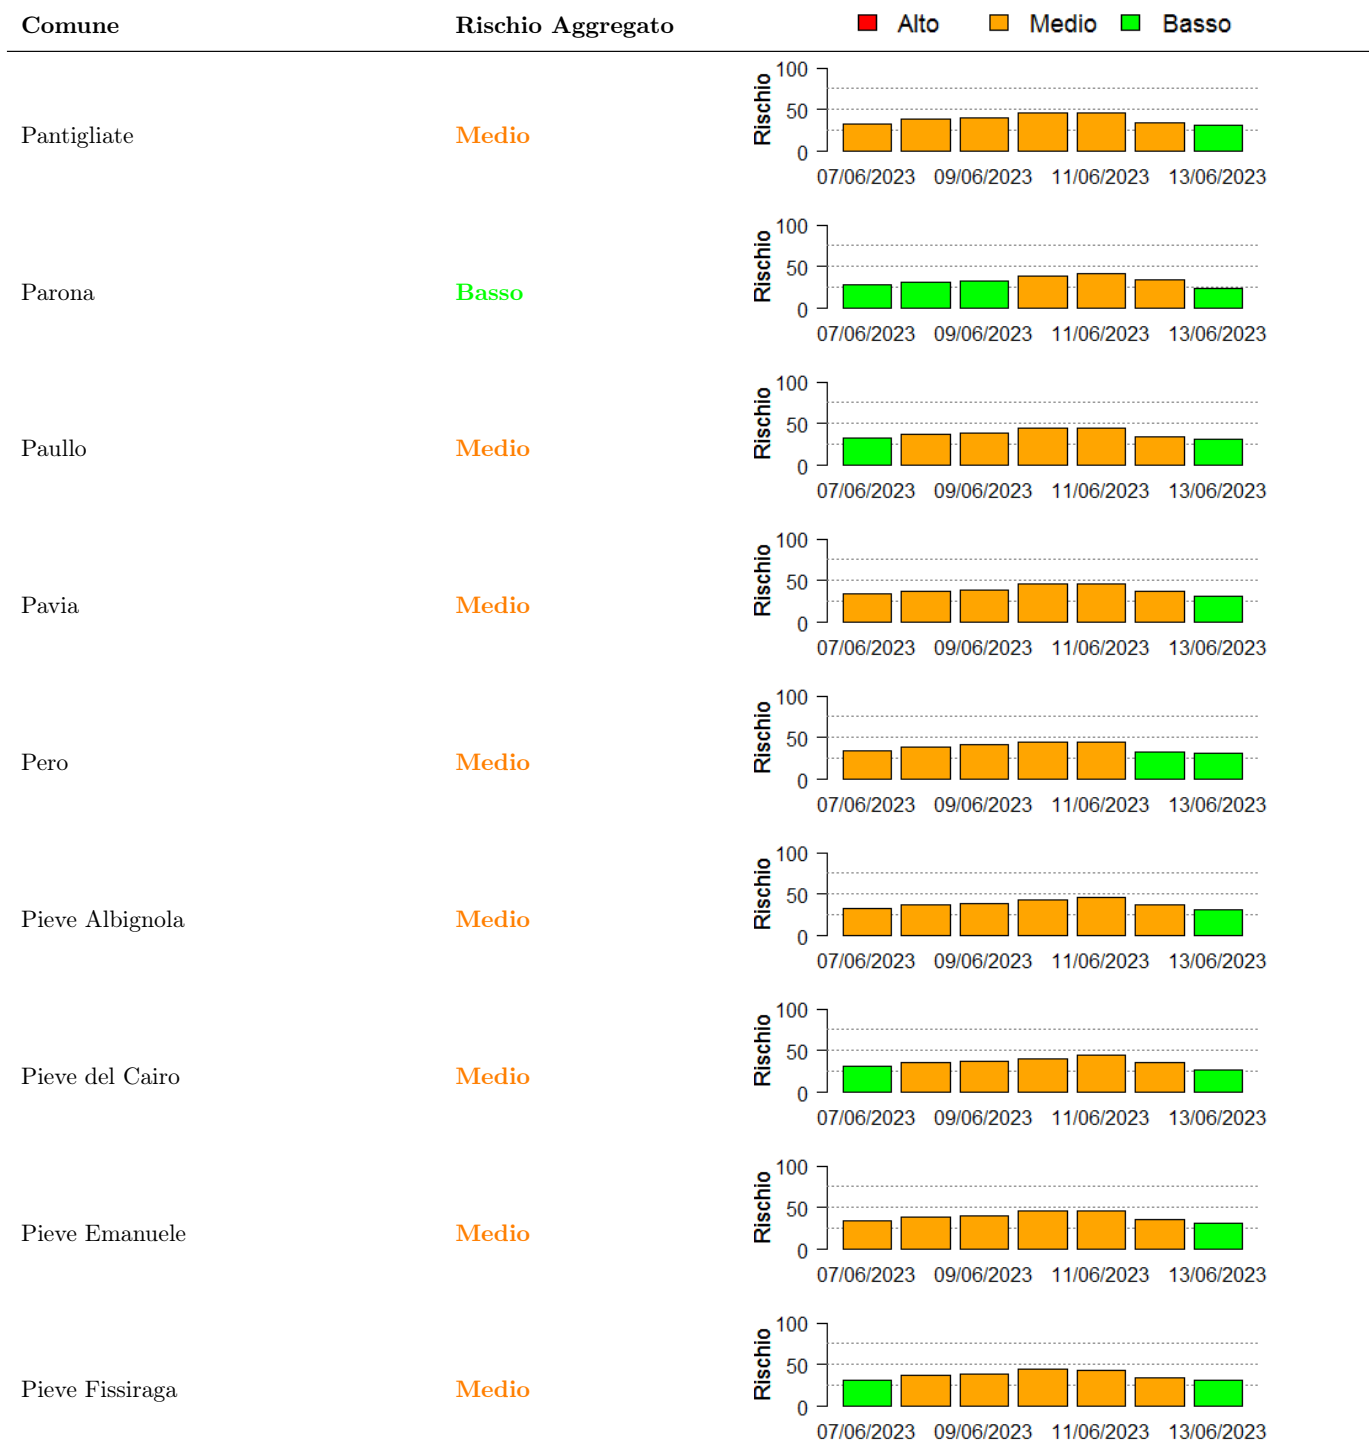 Comune Rischio Aggregato Alto Medio Basso
Pantigliate Medio
Rischio
100
50
0
07/06/2023 09/06/2023 11/06/2023 13/06/2023
Parona Basso
Rischio
100
50
0
07/06/2023 09/06/2023 11/06/2023 13/06/2023
Paullo Medio
Rischio
100
50
0
07/06/2023 09/06/2023 11/06/2023 13/06/2023
Pavia Medio
Rischio
100
50
0
07/06/2023 09/06/2023 11/06/2023 13/06/2023
Pero Medio
Rischio
100
50
0
07/06/2023 09/06/2023 11/06/2023 13/06/2023
Pieve Albignola Medio
Rischio
100
50
0
07/06/2023 09/06/2023 11/06/2023 13/06/2023
Pieve del Cairo Medio
Rischio
100
50
0
07/06/2023 09/06/2023 11/06/2023 13/06/2023
Pieve Emanuele Medio
Rischio
100
50
0
07/06/2023 09/06/2023 11/06/2023 13/06/2023
Pieve Fissiraga Medio
Rischio
100
50
0
07/06/2023 09/06/2023 11/06/2023 13/06/2023